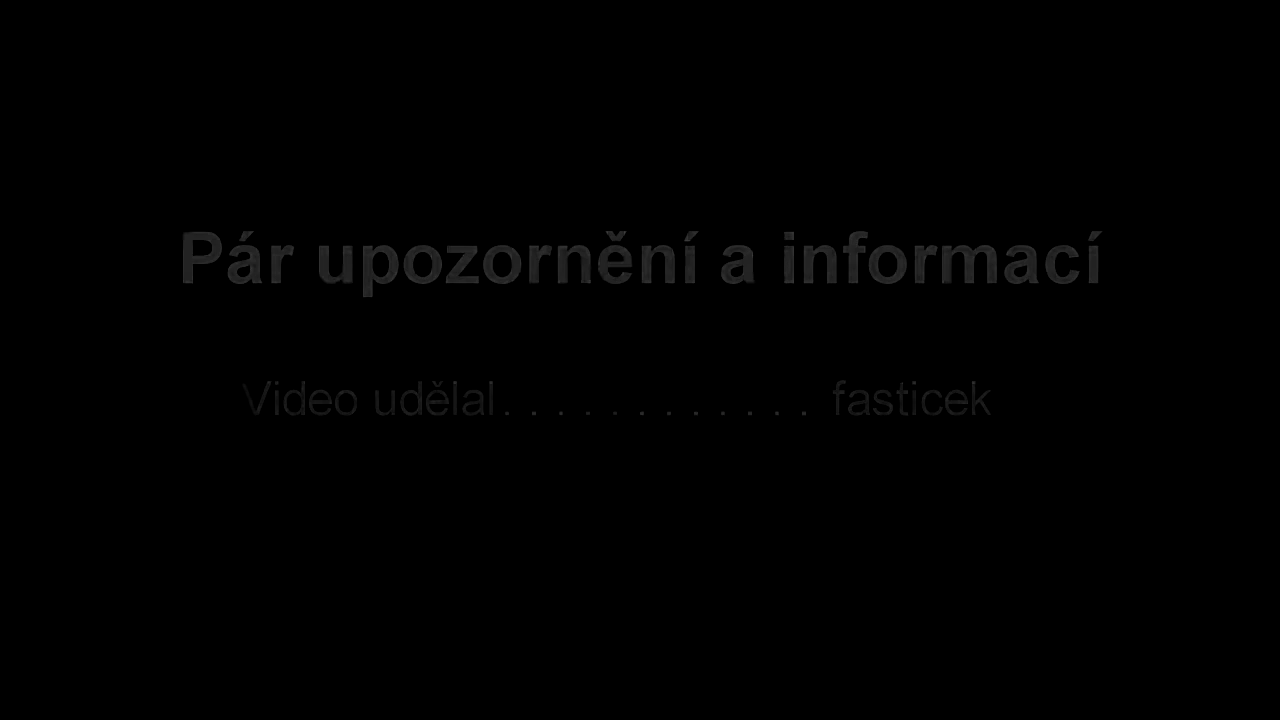 Pár upozornění a informací
Video udělal . . . . . . . . . . . . fasticek